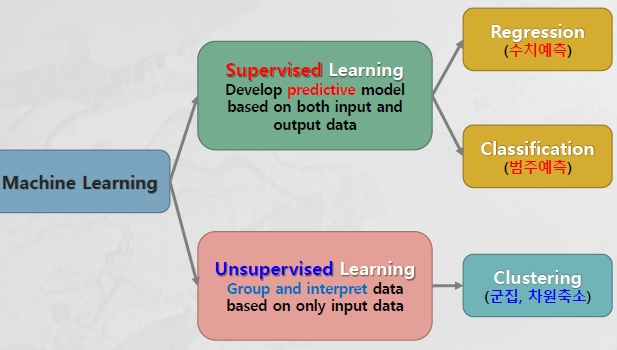 Machine Learning
Supervised Learning
Develop predictive model
based on both input and
output data
Regression
(수치예측)
Classification
(범주예측)
Unsupervised Learning
Group and interpret data
based on only input data
Clustering
(군집, 차원축소)